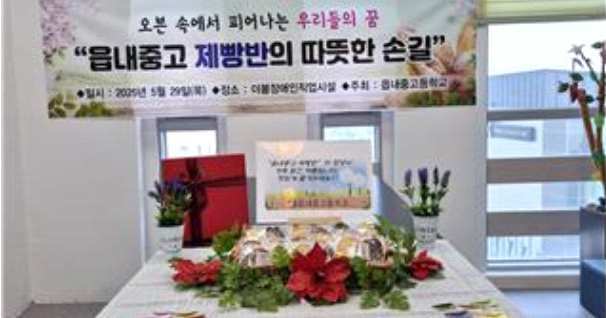 오븐 속에서 피어나는 우리들의 꿈
“읍내중고 제빵반의 따뜻한 손길”
◆일시 : 2025년 5월 29일(목) ◆장소 : 더봄장애인직업시설 ◆주최 : 읍내중고등학교